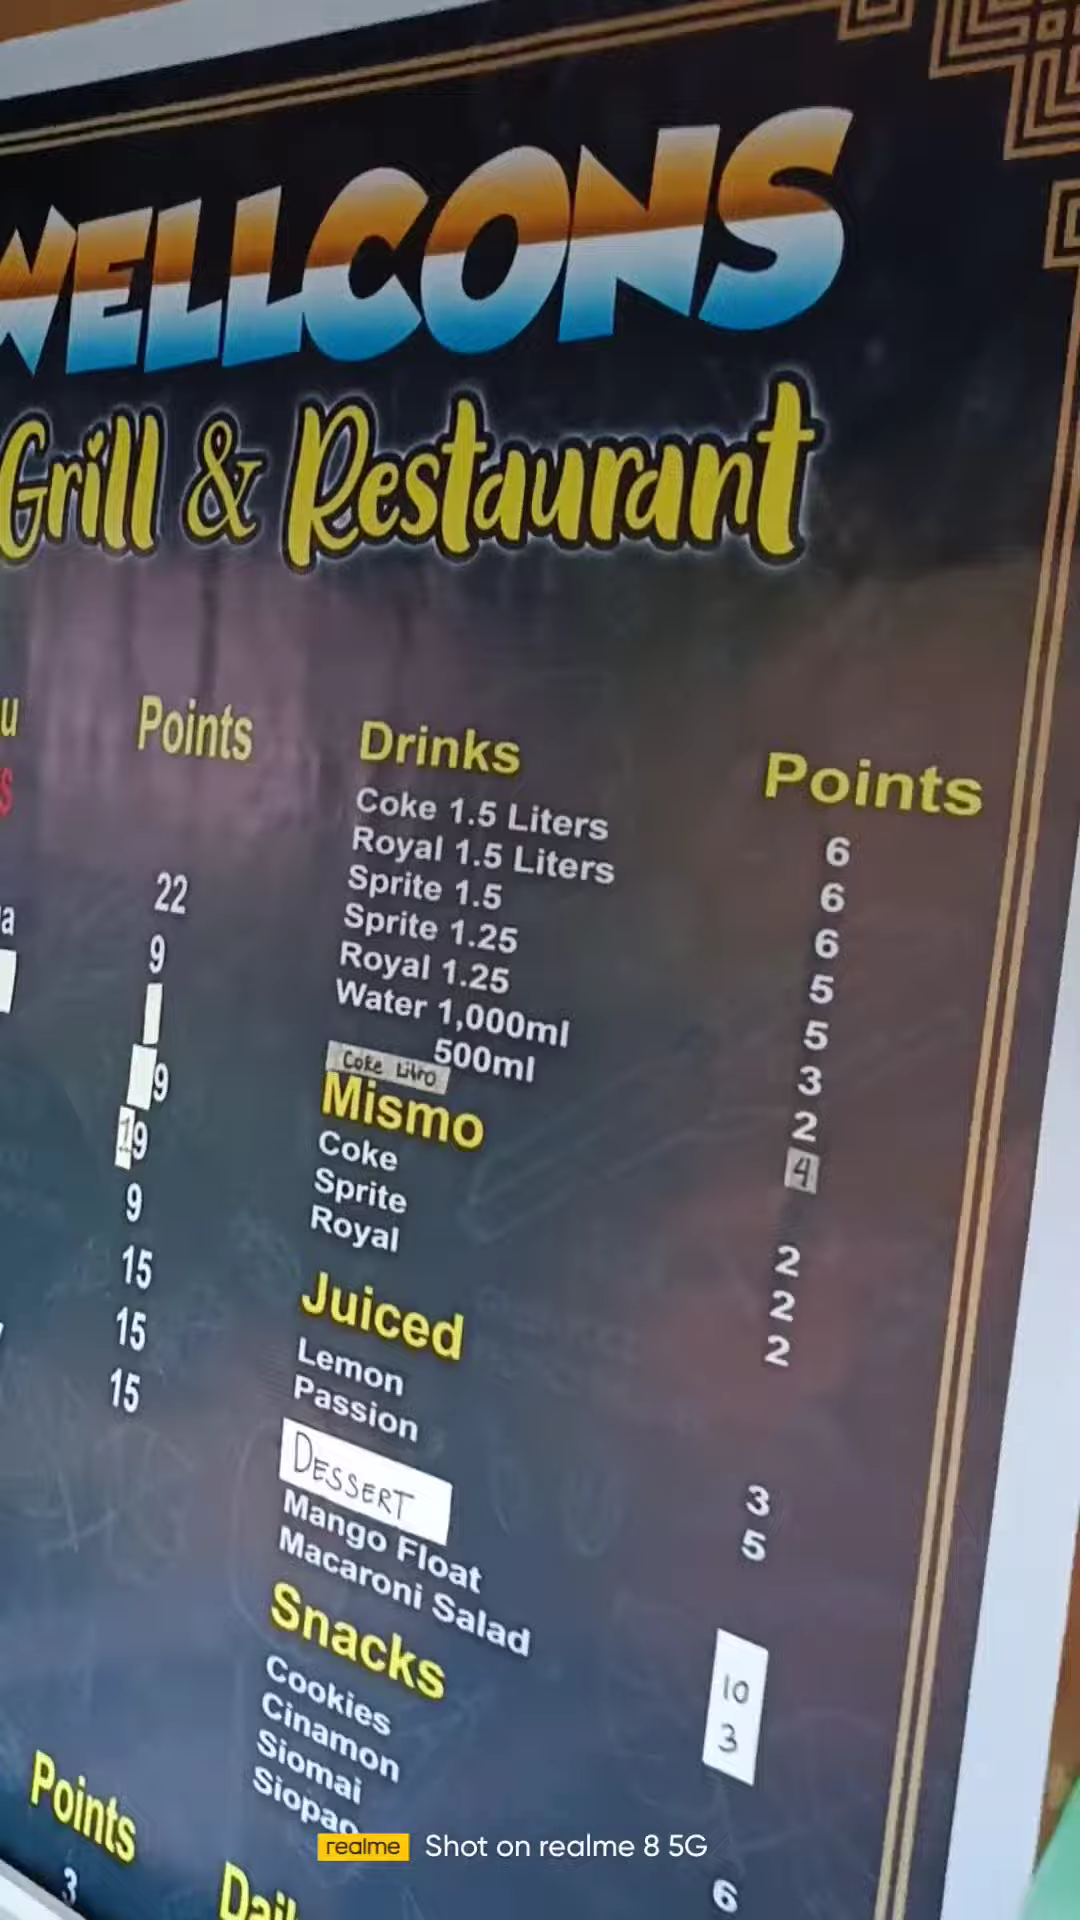 WELLCONS
Grill & Restaurant
Points
22
9
9
19
9
15
15
15
Points
3
Drinks Points
Coke 1.5 Liters 6
Royal 1.5 Liters 6
Sprite 1.5 6
Sprite 1.25 5
Royal 1.25 5
Water 1,000ml 3
500ml 2
Coke Litro 4
Mismo
Coke 2
Sprite 2
Royal 2
Juiced
Lemon 3
Passion 5
DESSERT
Mango Float 10
Macaroni Salad 3
Snacks
Cookies 6
Cinamon
Siomai
Siopao
realme Shot on realme 8 5G